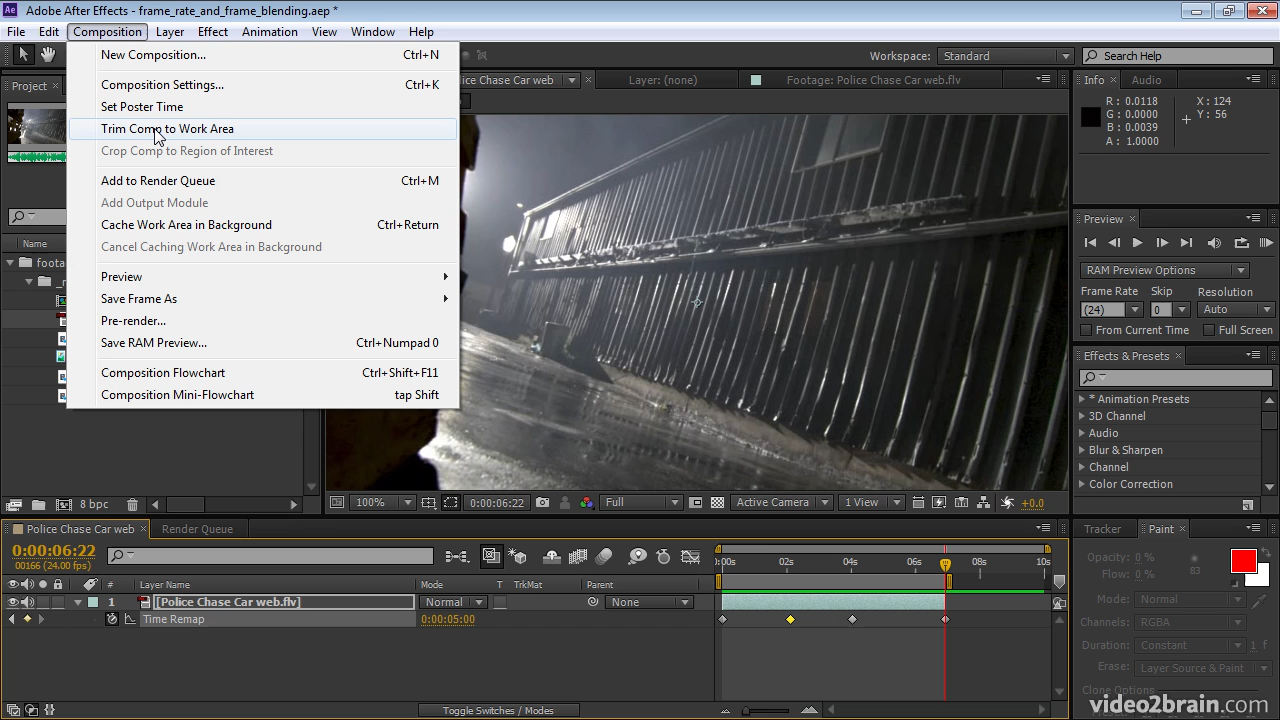 Adobe After Effects - frame_rate_and_frame_blending.aep *
File Edit Composition Layer Effect Animation View Window Help
Workspace: Standard Search Help
New Composition... Ctrl+N
Composition Settings... Ctrl+K
Set Poster Time
Trim Comp to Work Area
Crop Comp to Region of Interest
Add to Render Queue Ctrl+M
Add Output Module
Cache Work Area in Background Ctrl+Return
Cancel Caching Work Area in Background
Preview
Save Frame As
Pre-render...
Save RAM Preview... Ctrl+Numpad 0
Composition Flowchart Ctrl+Shift+F11
Composition Mini-Flowchart tap Shift
Project
Name
foota
8 bpc
lice Chase Car web Layer: (none) Footage: Police Chase Car web.flv
100% 0:00:06:22 Full Active Camera 1 View +0.0
Info Audio
R : 0.0118 X : 124
G : 0.0000 Y : 56
B : 0.0039
A : 1.0000
Preview
RAM Preview Options
Frame Rate Skip Resolution
(24) 0 Auto
From Current Time Full Screen
Effects & Presets
* Animation Presets
3D Channel
Audio
Blur & Sharpen
Channel
Color Correction
Police Chase Car web Render Queue
0:00:06:22
00166 (24.00 fps)
# Layer Name Mode T TrkMat Parent
1 [Police Chase Car web.flv] Normal None
Time Remap 0:00:05:00
:00s 02s 04s 06s 08s 10s
Toggle Switches / Modes
Tracker Paint
Opacity: 0 %
Flow: 0 %
83
Mode: Normal
Channels: RGBA
Duration: Constant 1 f
Erase: Layer Source & Paint
Clone Options
video2brain.com